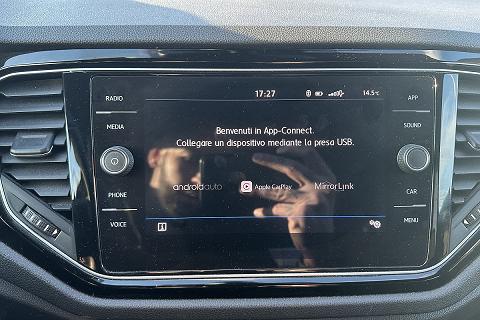 RADIO
MEDIA
PHONE
VOICE
17:27
14.5°C
Benvenuti in App-Connect.
Collegare un dispositivo mediante la presa USB.
androidauto
Apple CarPlay
MirrorLink
APP
SOUND
CAR
MENU